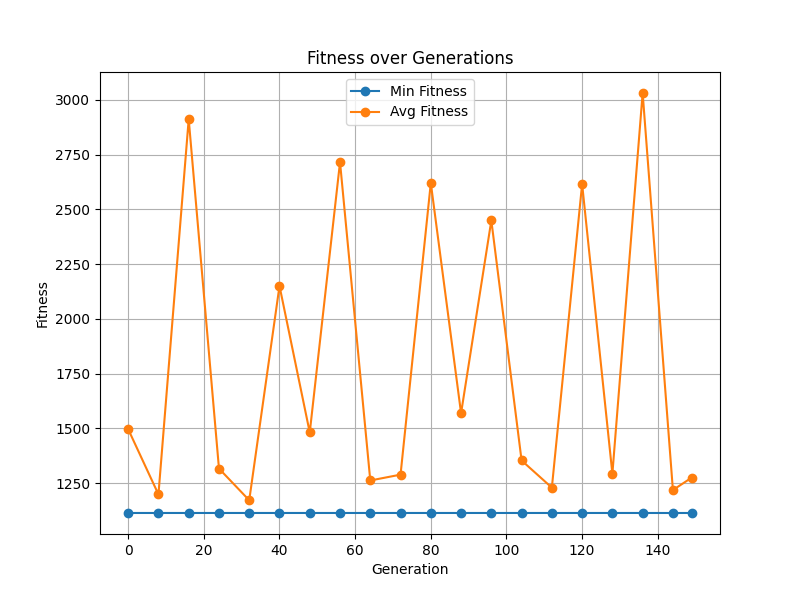 Fitness over Generations
Min Fitness
Avg Fitness
3000
2750
2500
2250
2000
1750
1500
1250
Fitness
0 20 40 60 80 100 120 140
Generation